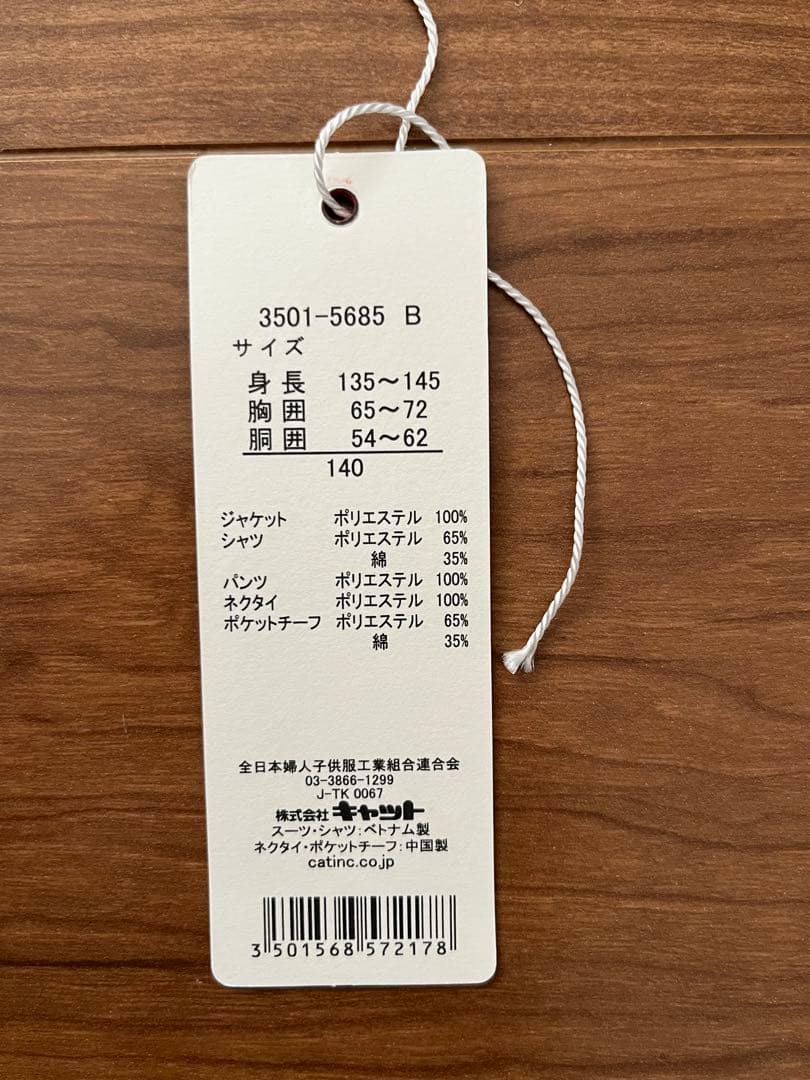 3501-5685 B
サイズ
身長 135～145
胸囲 65～72
胴囲 54～62
140
ジャケット ポリエステル 100%
シャツ ポリエステル 65%
綿 35%
パンツ ポリエステル 100%
ネクタイ ポリエステル 100%
ポケットチーフ ポリエステル 65%
綿 35%
全日本婦人子供服工業組合連合会
03-3866-1299
J-TK 0067
株式会社 キャット
スーツ・シャツ:ベトナム製
ネクタイ・ポケットチーフ:中国製
catinc.co.jp
3 501568 572178